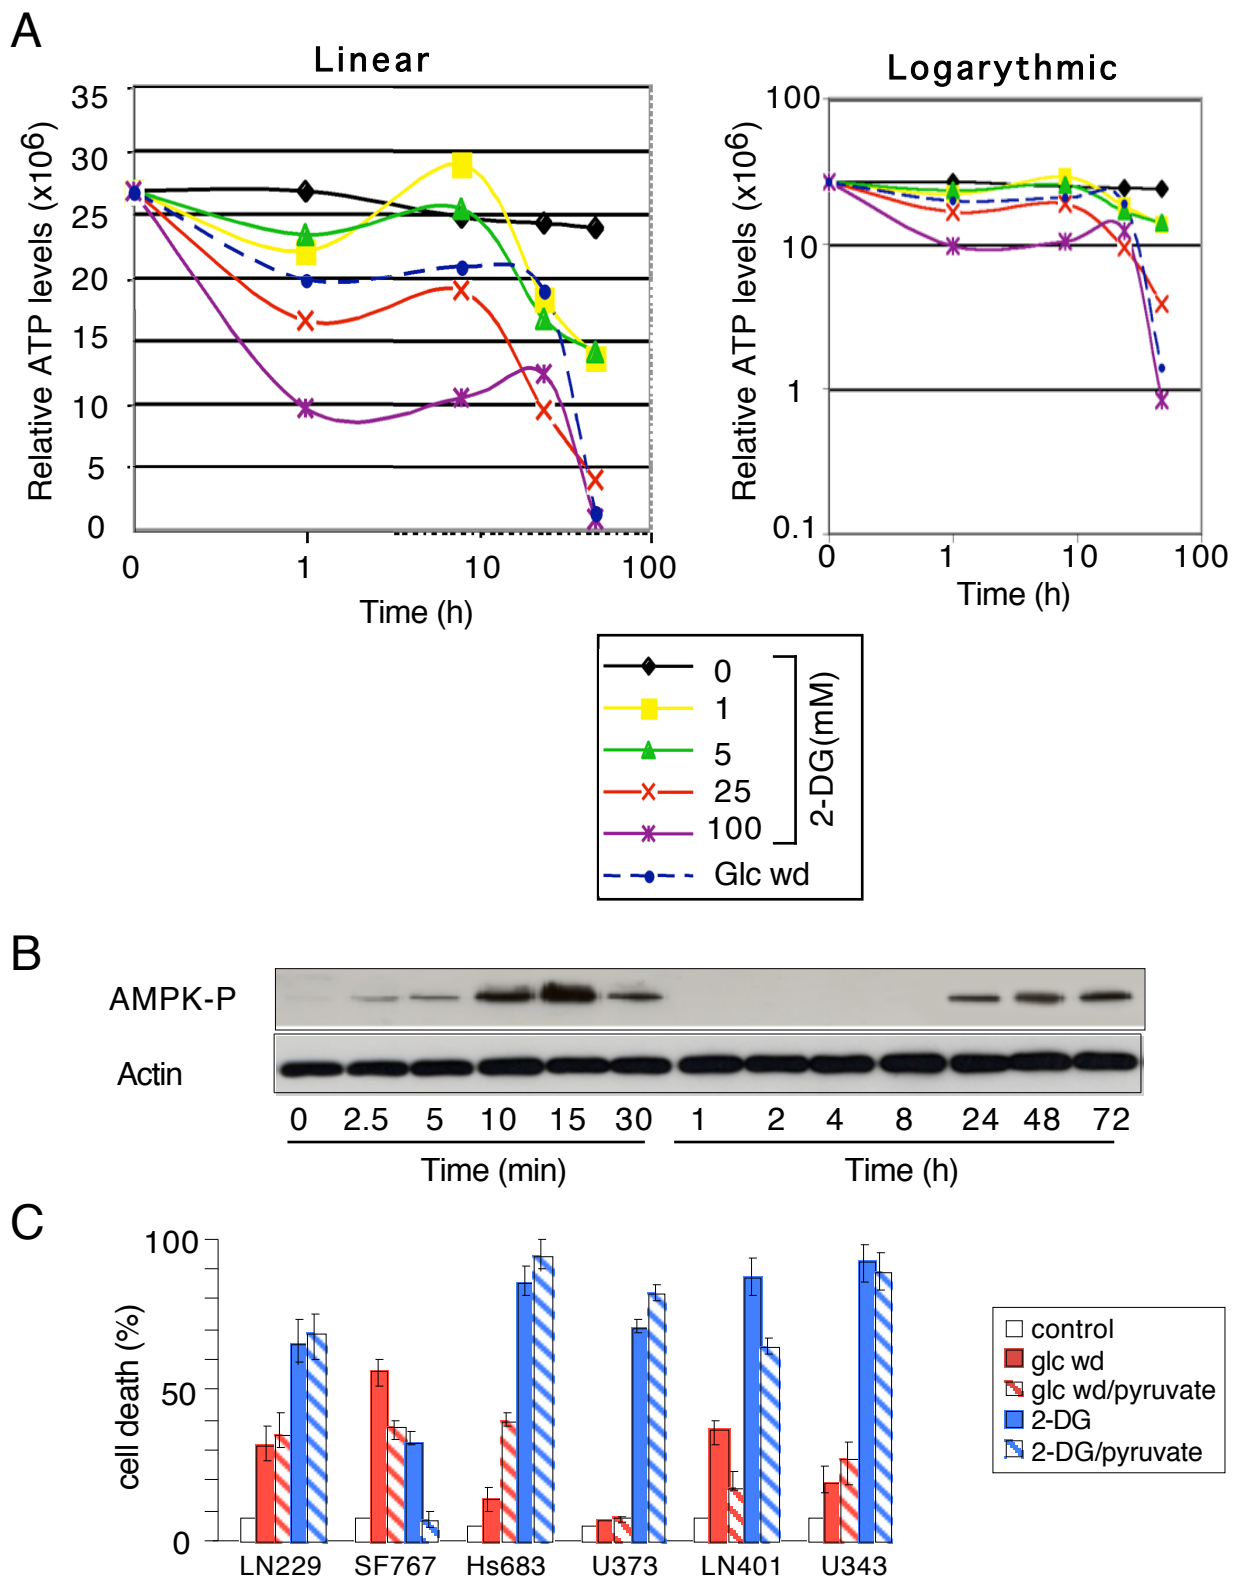 A
Linear
Logarythmic
Relative ATP levels (x10⁶)
35
30
25
20
15
10
5
0
0 1 10 100
Time (h)
Relative ATP levels (x10⁶)
100
10
1
0.1
0 1 10 100
Time (h)
0
1
5
25
100
2-DG(mM)
Glc wd
B
AMPK-P
Actin
0 2.5 5 10 15 30 1 2 4 8 24 48 72
Time (min) Time (h)
C
cell death (%)
100
50
0
LN229 SF767 Hs683 U373 LN401 U343
control
glc wd
glc wd/pyruvate
2-DG
2-DG/pyruvate